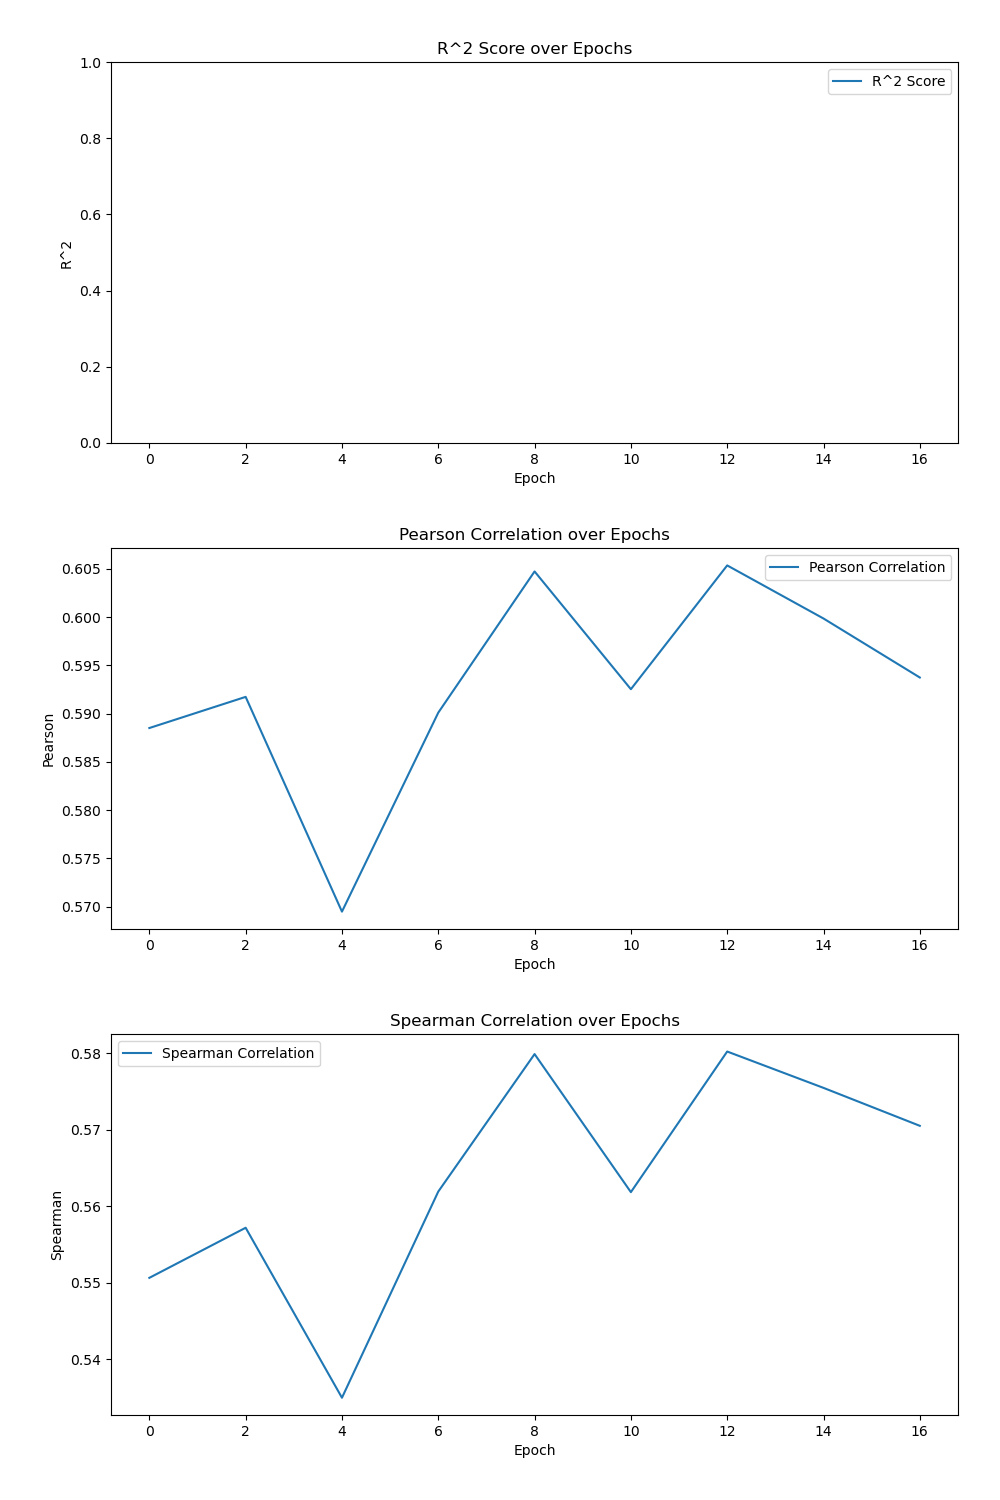 R^2 Score over Epochs
1.0
R^2 Score
0.8
0.6
R^2
0.4
0.2
0.0
0 2 4 6 8 10 12 14 16
Epoch
Pearson Correlation over Epochs
0.605
Pearson Correlation
0.600
0.595
0.590
Pearson
0.585
0.580
0.575
0.570
0 2 4 6 8 10 12 14 16
Epoch
Spearman Correlation over Epochs
0.58
Spearman Correlation
0.57
0.56
Spearman
0.55
0.54
0 2 4 6 8 10 12 14 16
Epoch